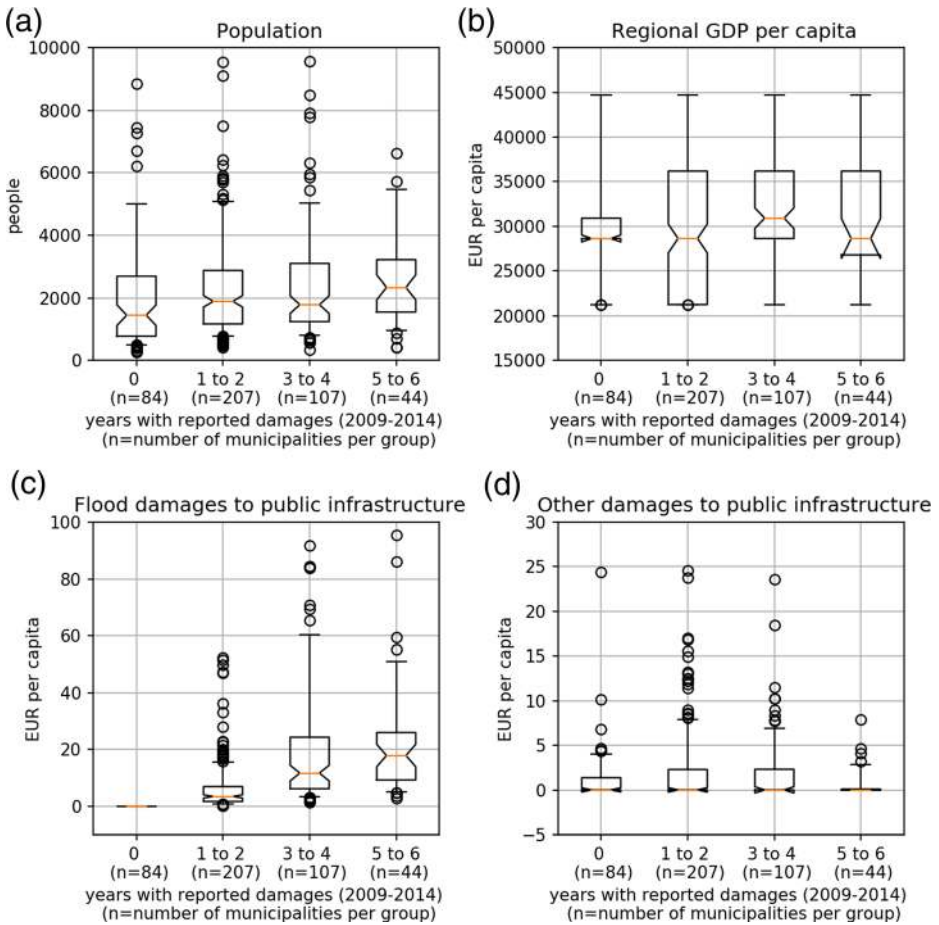 (a)
Population
10000
8000
6000
4000
2000
0
people
0 1 to 2 3 to 4 5 to 6
(n=84) (n=207) (n=107) (n=44)
years with reported damages (2009-2014)
(n=number of municipalities per group)
(b)
Regional GDP per capita
50000
45000
40000
35000
30000
25000
20000
15000
EUR per capita
0 1 to 2 3 to 4 5 to 6
(n=84) (n=207) (n=107) (n=44)
years with reported damages (2009-2014)
(n=number of municipalities per group)
(c)
Flood damages to public infrastructure
100
80
60
40
20
0
EUR per capita
0 1 to 2 3 to 4 5 to 6
(n=84) (n=207) (n=107) (n=44)
years with reported damages (2009-2014)
(n=number of municipalities per group)
(d)
Other damages to public infrastructure
30
25
20
15
10
5
0
−5
EUR per capita
0 1 to 2 3 to 4 5 to 6
(n=84) (n=207) (n=107) (n=44)
years with reported damages (2009-2014)
(n=number of municipalities per group)